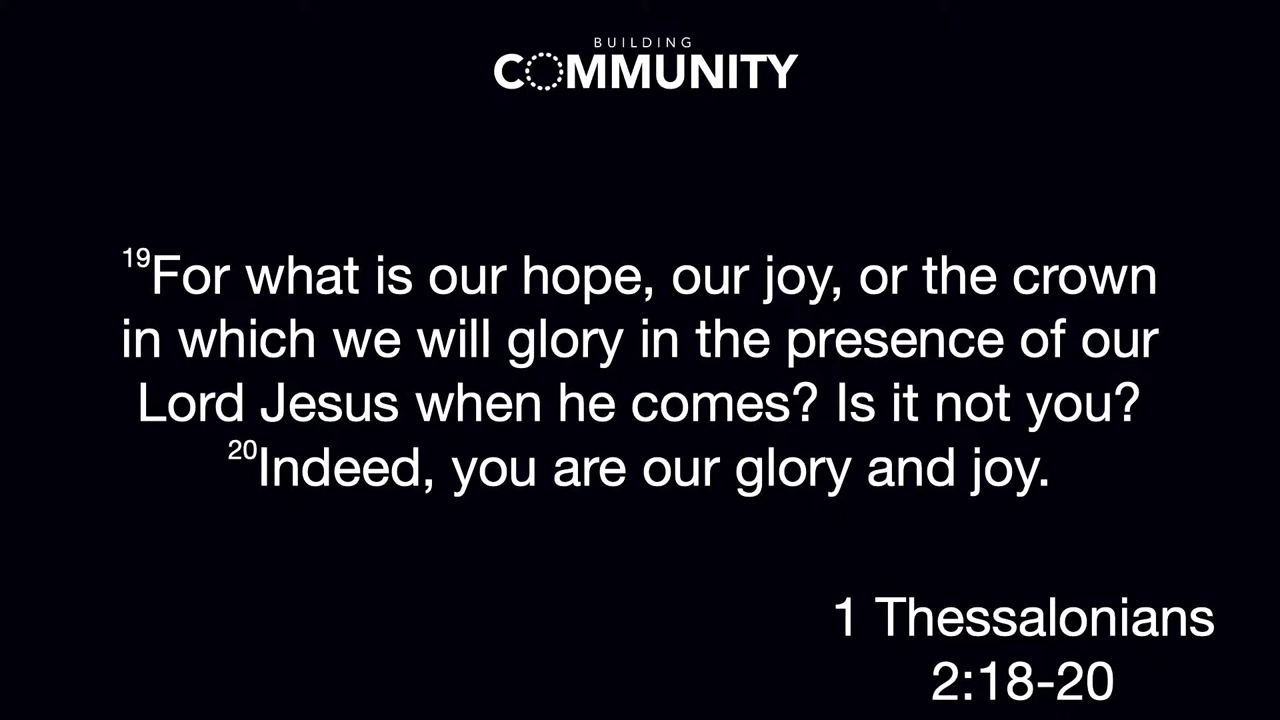 BUILDING
COMMUNITY
¹⁹For what is our hope, our joy, or the crown
in which we will glory in the presence of our
Lord Jesus when he comes? Is it not you?
²⁰Indeed, you are our glory and joy.
1 Thessalonians
2:18-20